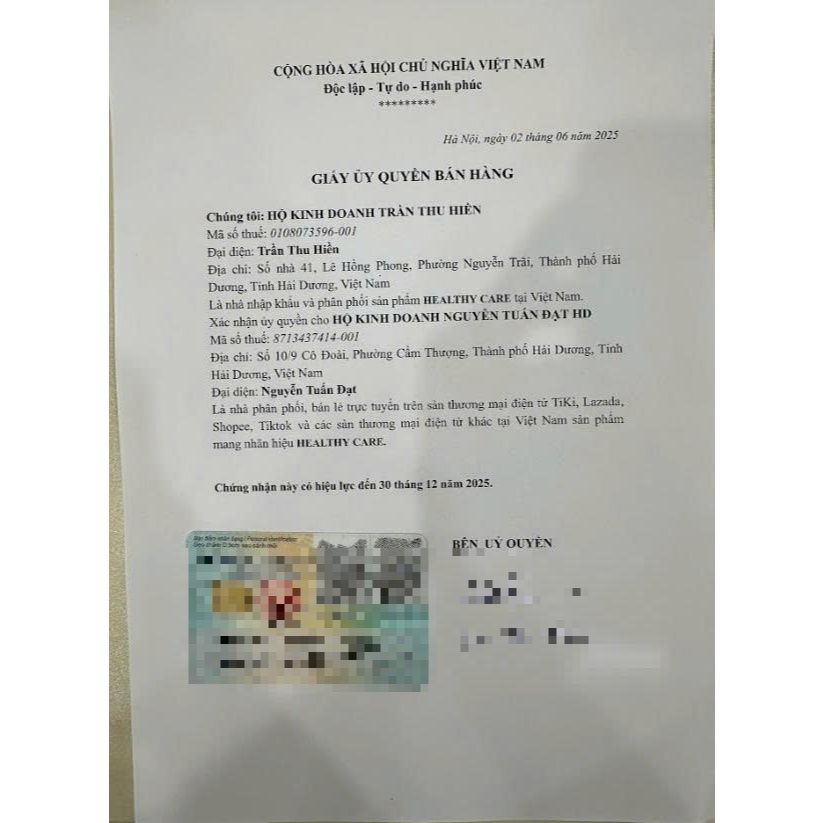 CỘNG HÒA XÃ HỘI CHỦ NGHĨA VIỆT NAM
Độc lập - Tự do - Hạnh phúc
*********
Hà Nội, ngày 02 tháng 06 năm 2025
GIẤY ỦY QUYỀN BÁN HÀNG
Chúng tôi: HỘ KINH DOANH TRẦN THU HIỀN
Mã số thuế: 0108073596-001
Đại diện: Trần Thu Hiền
Địa chỉ: Số nhà 41, Lê Hồng Phong, Phường Nguyễn Trãi, Thành phố Hải
Dương, Tỉnh Hải Dương, Việt Nam
Là nhà nhập khẩu và phân phối sản phẩm HEALTHY CARE tại Việt Nam.
Xác nhận ủy quyền cho HỘ KINH DOANH NGUYỄN TUẤN ĐẠT HD
Mã số thuế: 8713437414-001
Địa chỉ: Số 10/9 Cô Đoài, Phường Cẩm Thượng, Thành phố Hải Dương, Tỉnh
Hải Dương, Việt Nam
Đại diện: Nguyễn Tuấn Đạt
Là nhà phân phối, bán lẻ trực tuyến trên sàn thương mại điện tử TiKi, Lazada,
Shopee, Tiktok và các sàn thương mại điện tử khác tại Việt Nam sản phẩm
mang nhãn hiệu HEALTHY CARE.
Chứng nhận này có hiệu lực đến 30 tháng 12 năm 2025.
Đặc điểm nhân dạng / Personal identification
BÊN UỶ QUYỀN